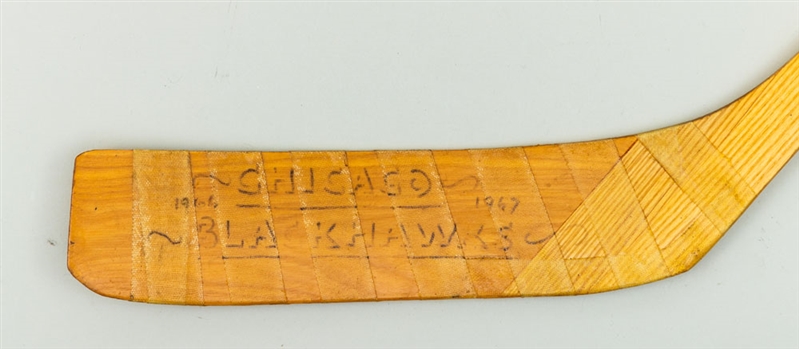 ~ CHICAGO ~
1966 1967
~ BLACKHAWKS ~